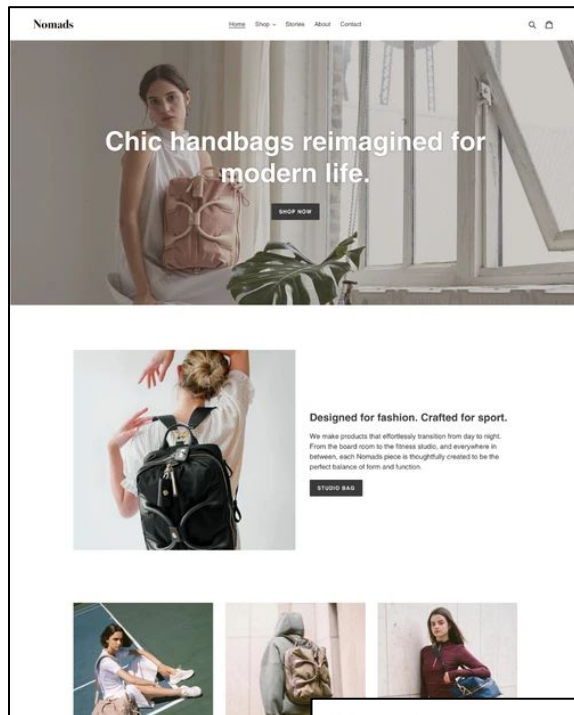 Nomads
Home Shop Stories About Contact
Chic handbags reimagined for
modern life.
SHOP NOW
Designed for fashion. Crafted for sport.
We make products that effortlessly transition from day to night.
From the board room to the fitness studio, and everywhere in
between, each Nomads piece is thoughtfully created to be the
perfect balance of form and function.
STUDIO BAG